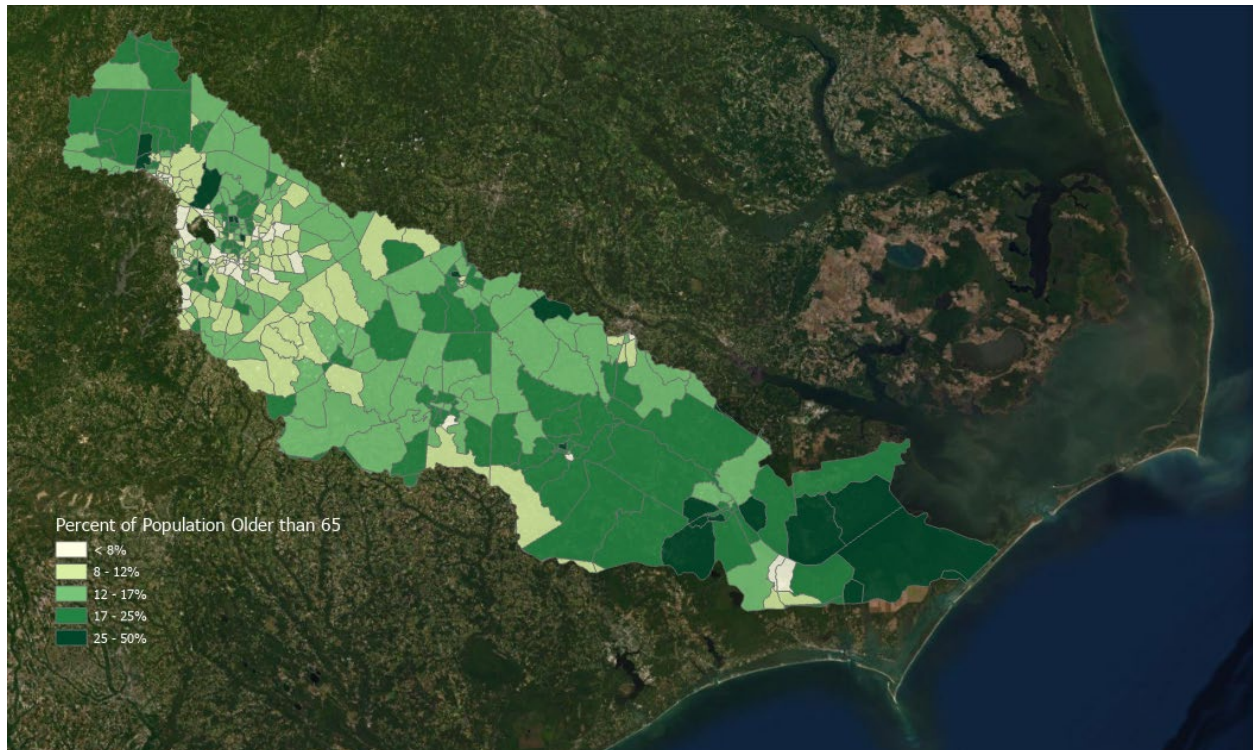 Percent of Population Older than 65
< 8%
8 - 12%
12 - 17%
17 - 25%
25 - 50%